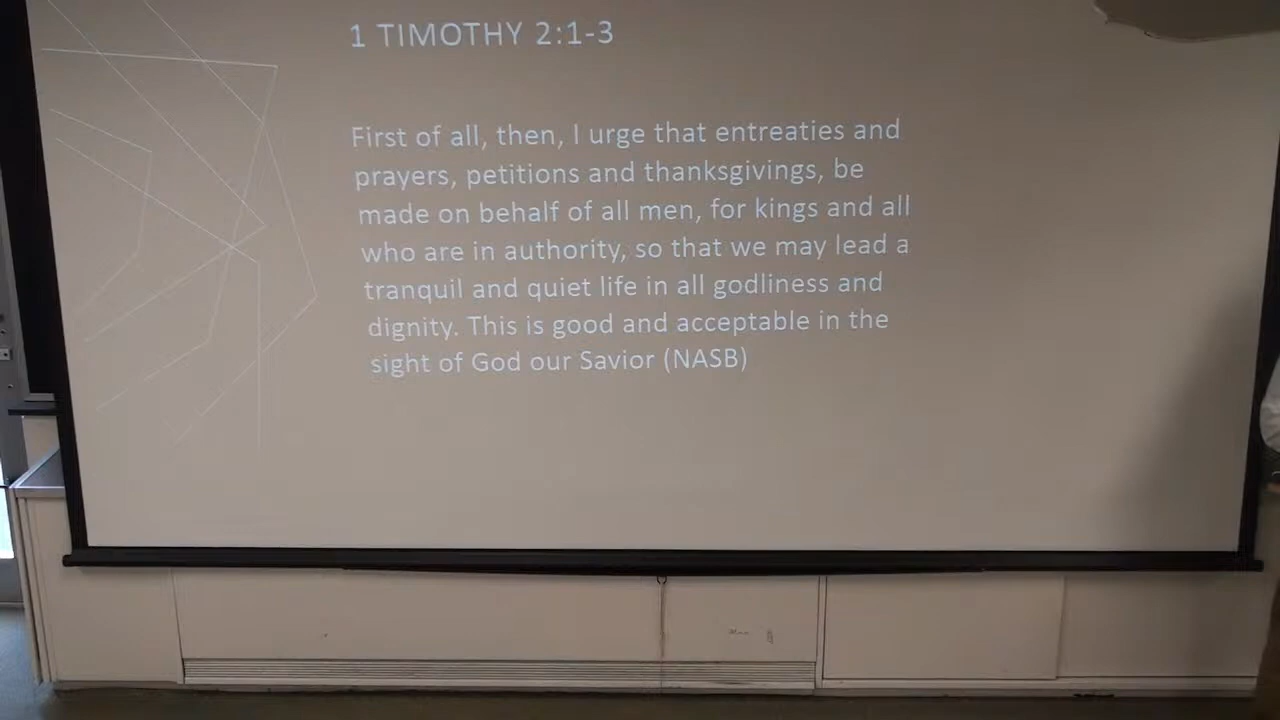 1 TIMOTHY 2:1-3
First of all, then, I urge that entreaties and
prayers, petitions and thanksgivings, be
made on behalf of all men, for kings and all
who are in authority, so that we may lead a
tranquil and quiet life in all godliness and
dignity. This is good and acceptable in the
sight of God our Savior (NASB)